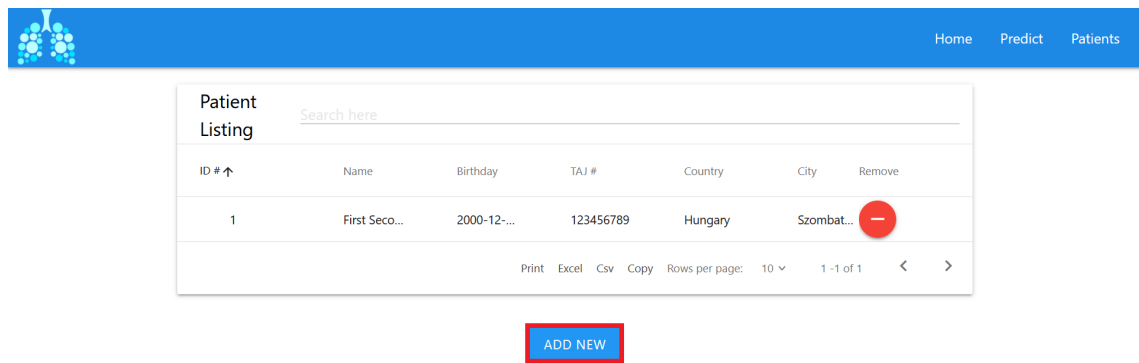 Home Predict Patients
Patient
Listing
Search here
ID # Name Birthday TAJ # Country City Remove
1 First Seco... 2000-12-... 123456789 Hungary Szombat...
Print Excel Csv Copy Rows per page: 10 1 -1 of 1
ADD NEW